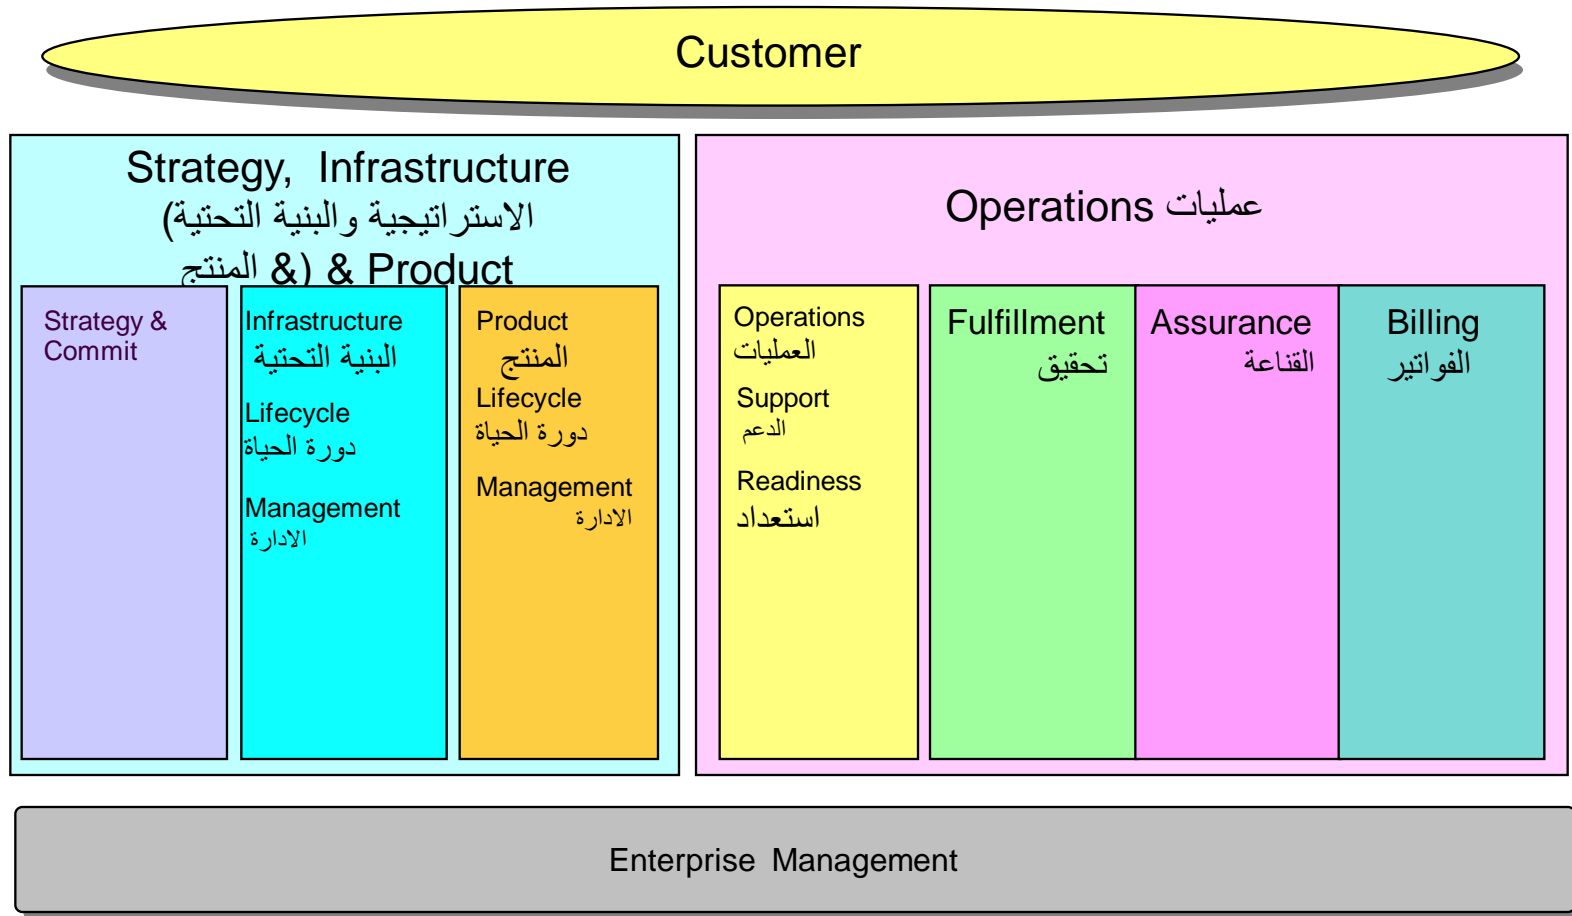 Customer
Strategy, Infrastructure
الاستراتيجية والبنية التحتية)
المنتج &) & Product
Operations عمليات
Strategy &
Commit
Infrastructure
البنية التحتية
Lifecycle
دورة الحياة
Management
الادارة
Product
المنتج
Lifecycle
دورة الحياة
Management
الادارة
Operations
العمليات
Support
الدعم
Readiness
استعداد
Fulfillment
تحقيق
Assurance
القناعة
Billing
الفواتير
Enterprise Management